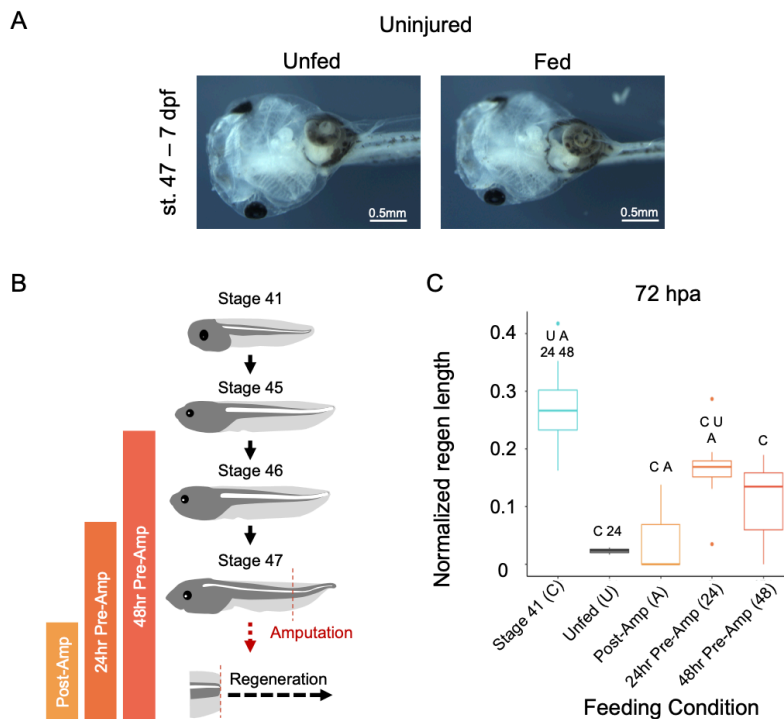 A
Uninjured
Unfed
Fed
st. 47 – 7 dpf
0.5mm
0.5mm
B
Stage 41
Stage 45
Stage 46
Stage 47
Amputation
Regeneration
Post-Amp
24hr Pre-Amp
48hr Pre-Amp
C
72 hpa
Normalized regen length
0.4
0.3
0.2
0.1
0
U A
24 48
C 24
C A
C U
A
C
Stage 41 (C)
Unfed (U)
Post-Amp (A)
24hr Pre-Amp (24)
48hr Pre-Amp (48)
Feeding Condition